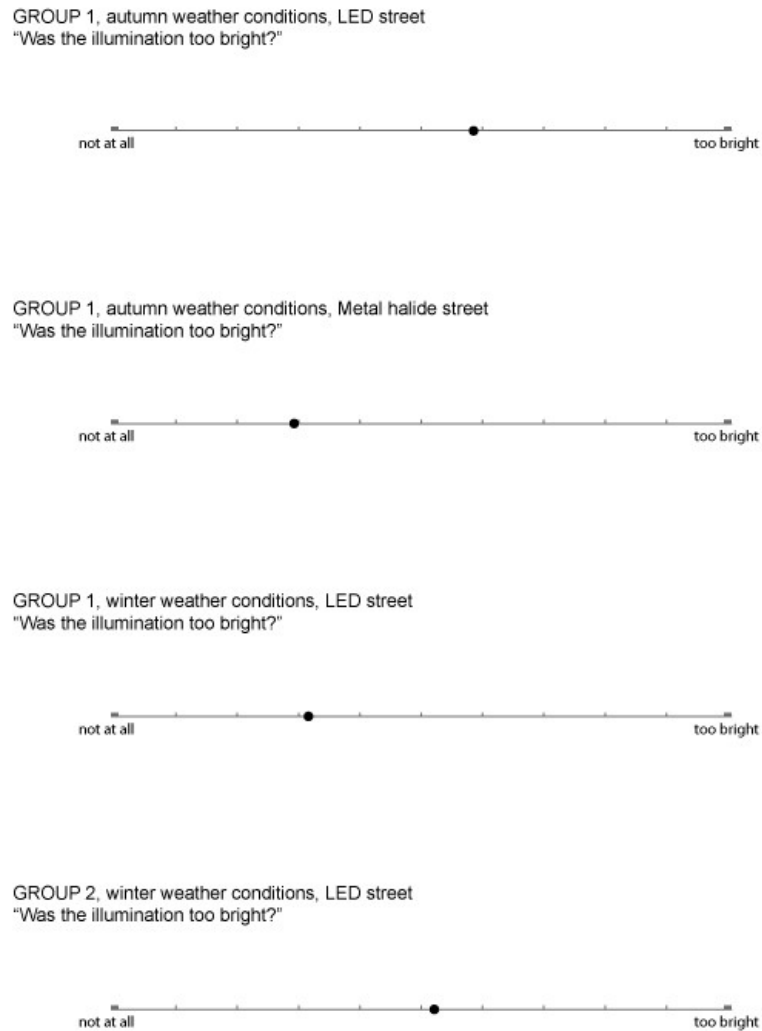 GROUP 1, autumn weather conditions, LED street
“Was the illumination too bright?”
not at all
too bright
GROUP 1, autumn weather conditions, Metal halide street
“Was the illumination too bright?”
not at all
too bright
GROUP 1, winter weather conditions, LED street
“Was the illumination too bright?”
not at all
too bright
GROUP 2, winter weather conditions, LED street
“Was the illumination too bright?”
not at all
too bright